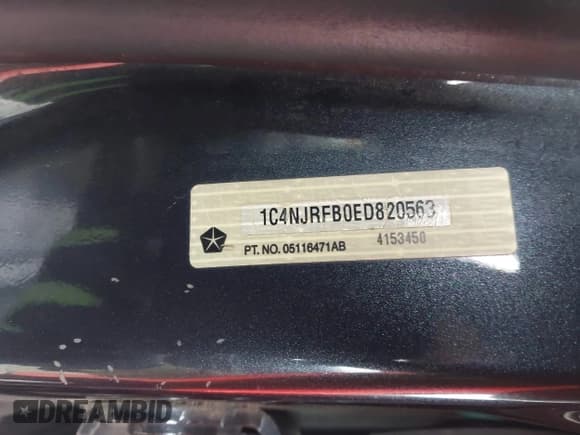 1C4NJRFB0ED820563
PT. NO. 05116471AB 4153450
DREAMBID